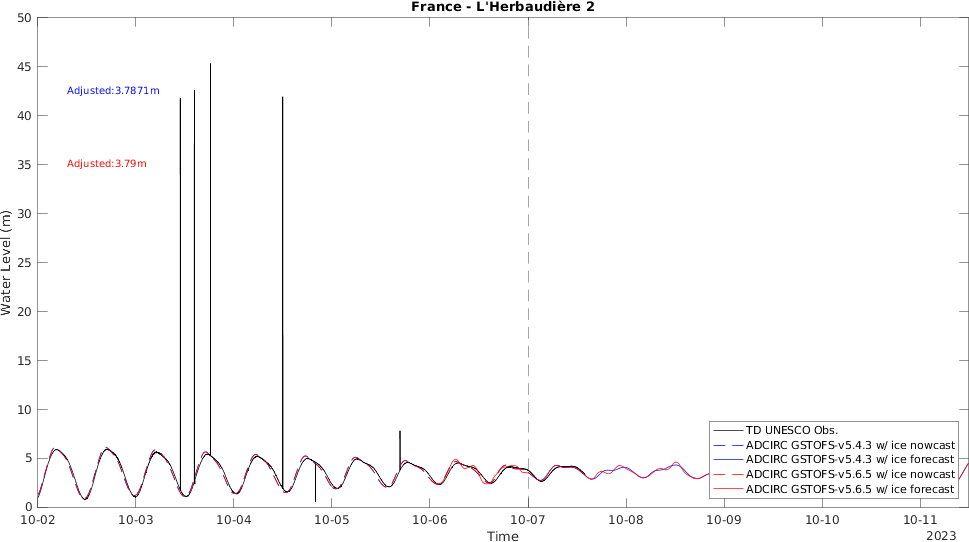 France - L'Herbaudière 2
50
45
40
35
30
25
20
15
10
5
0
Water Level (m)
Adjusted:3.7871m
Adjusted:3.79m
TD UNESCO Obs.
ADCIRC GSTOFS-v5.4.3 w/ ice nowcast
ADCIRC GSTOFS-v5.4.3 w/ ice forecast
ADCIRC GSTOFS-v5.6.5 w/ ice nowcast
ADCIRC GSTOFS-v5.6.5 w/ ice forecast
10-02 10-03 10-04 10-05 10-06 10-07 10-08 10-09 10-10 10-11
Time
2023